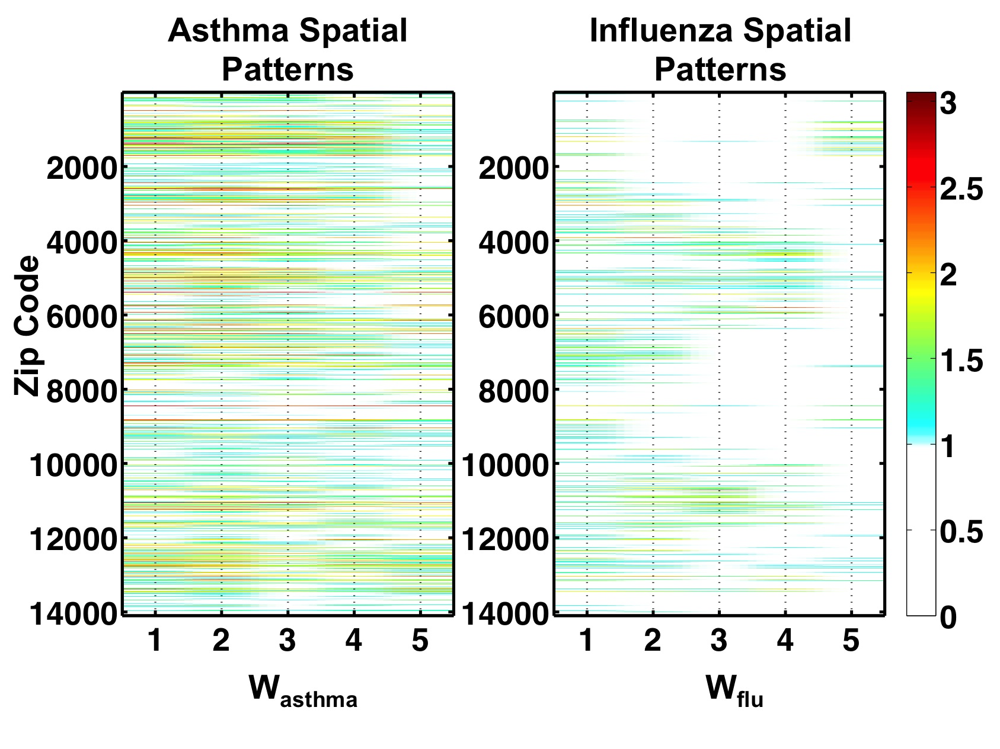 Asthma Spatial
Patterns
Influenza Spatial
Patterns
Zip Code
2000
4000
6000
8000
10000
12000
14000
1 2 3 4 5
W_asthma
2000
4000
6000
8000
10000
12000
14000
1 2 3 4 5
W_flu
3
2.5
2
1.5
1
0.5
0